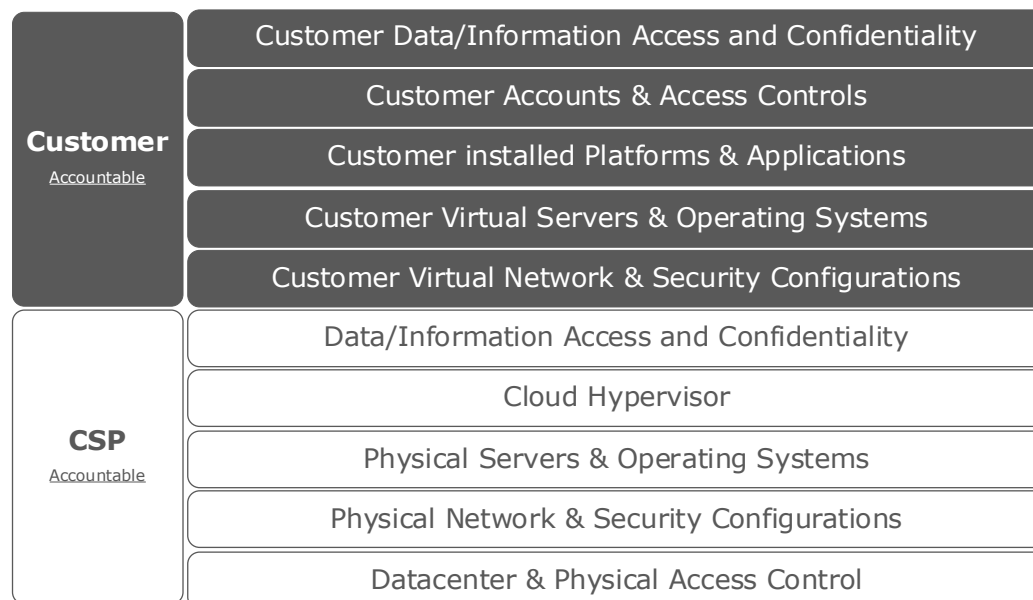 Customer
Accountable
Customer Data/Information Access and Confidentiality
Customer Accounts & Access Controls
Customer installed Platforms & Applications
Customer Virtual Servers & Operating Systems
Customer Virtual Network & Security Configurations
CSP
Accountable
Data/Information Access and Confidentiality
Cloud Hypervisor
Physical Servers & Operating Systems
Physical Network & Security Configurations
Datacenter & Physical Access Control